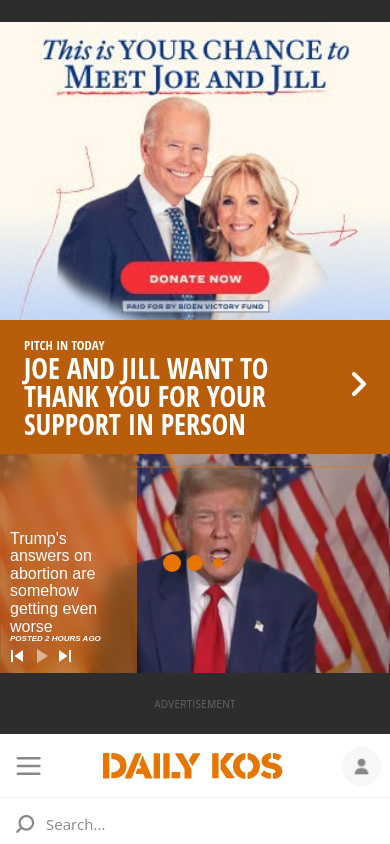 This is YOUR CHANCE to
MEET JOE AND JILL
DONATE NOW
PAID FOR BY BIDEN VICTORY FUND
PITCH IN TODAY
JOE AND JILL WANT TO
THANK YOU FOR YOUR
SUPPORT IN PERSON
Trump's
answers on
abortion are
somehow
getting even
worse
POSTED 2 HOURS AGO
ADVERTISEMENT
DAILY KOS
Search...